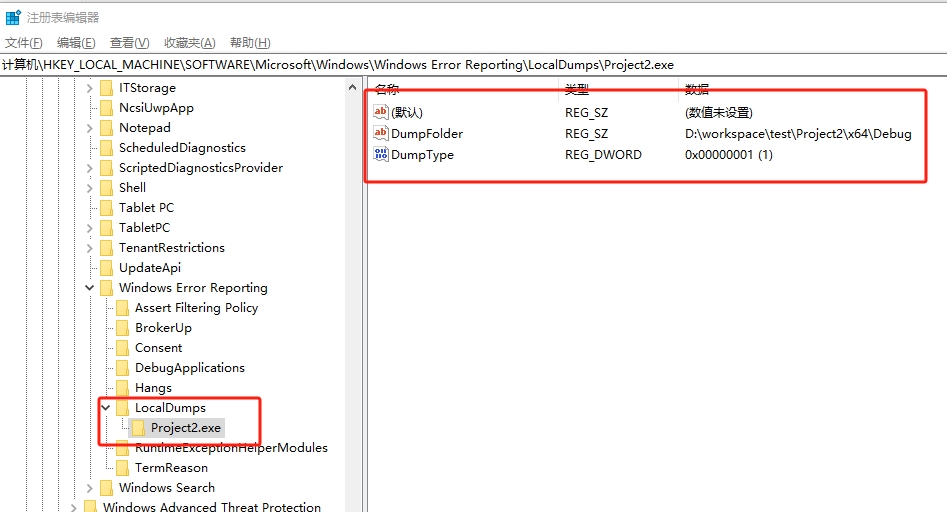 注册表编辑器
文件(F) 编辑(E) 查看(V) 收藏夹(A) 帮助(H)
计算机\HKEY_LOCAL_MACHINE\SOFTWARE\Microsoft\Windows\Windows Error Reporting\LocalDumps\Project2.exe
ITStorage
NcsiUwpApp
Notepad
ScheduledDiagnostics
ScriptedDiagnosticsProvider
Shell
Tablet PC
TabletPC
TenantRestrictions
UpdateApi
Windows Error Reporting
Assert Filtering Policy
BrokerUp
Consent
DebugApplications
Hangs
LocalDumps
Project2.exe
RuntimeExceptionHelperModules
TermReason
Windows Search
Windows Advanced Threat Protection
名称 类型 数据
ab (默认) REG_SZ (数值未设置)
ab DumpFolder REG_SZ D:\workspace\test\Project2\x64\Debug
DumpType REG_DWORD 0x00000001 (1)